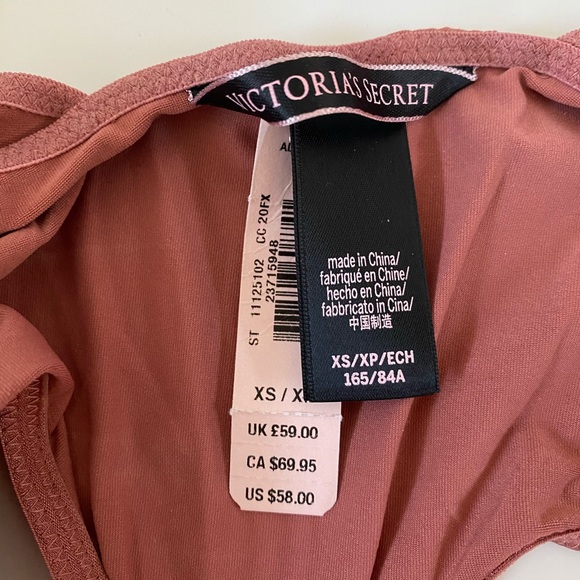 VICTORIA'S SECRET
ST 11125102 CC 20FX
23715948
XS /
UK £59.00
CA $69.95
US $58.00
made in China/
fabriqué en Chine/
hecho en China/
fabbricato in Cina/
中国制造
XS/XP/ECH
165/84A